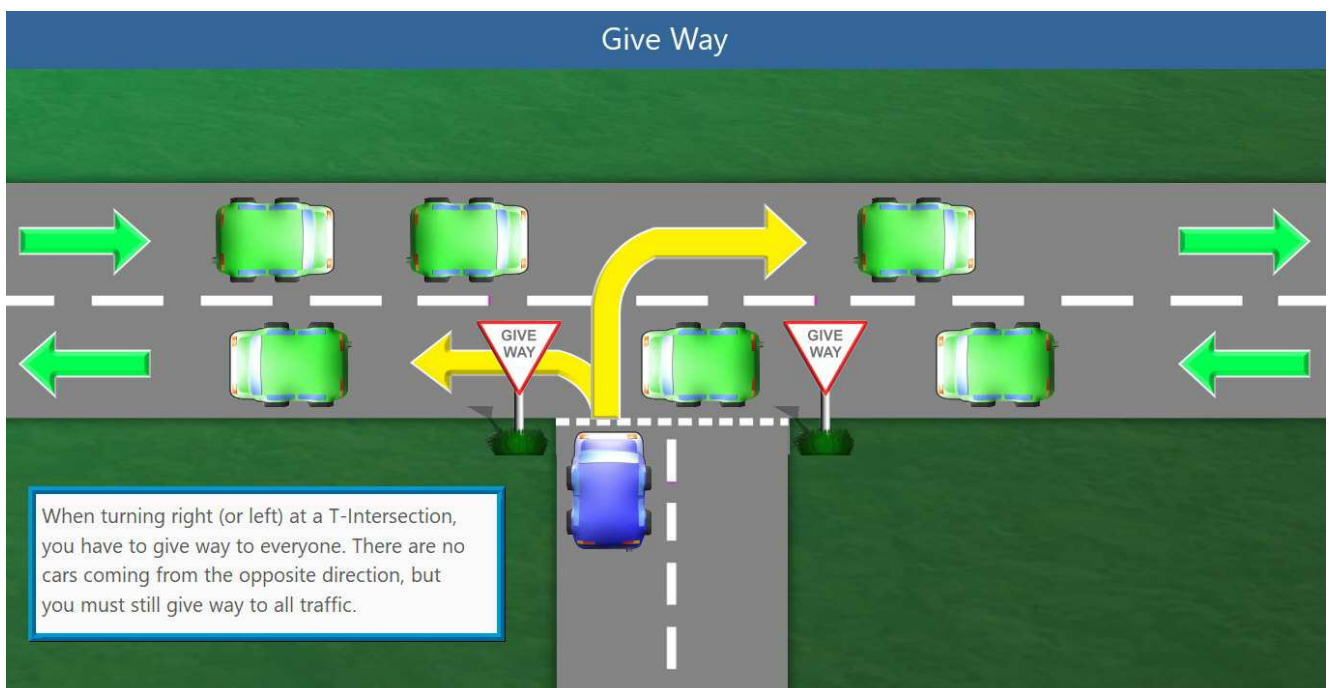 Give Way
GIVE
WAY
GIVE
WAY
When turning right (or left) at a T-Intersection,
you have to give way to everyone. There are no
cars coming from the opposite direction, but
you must still give way to all traffic.